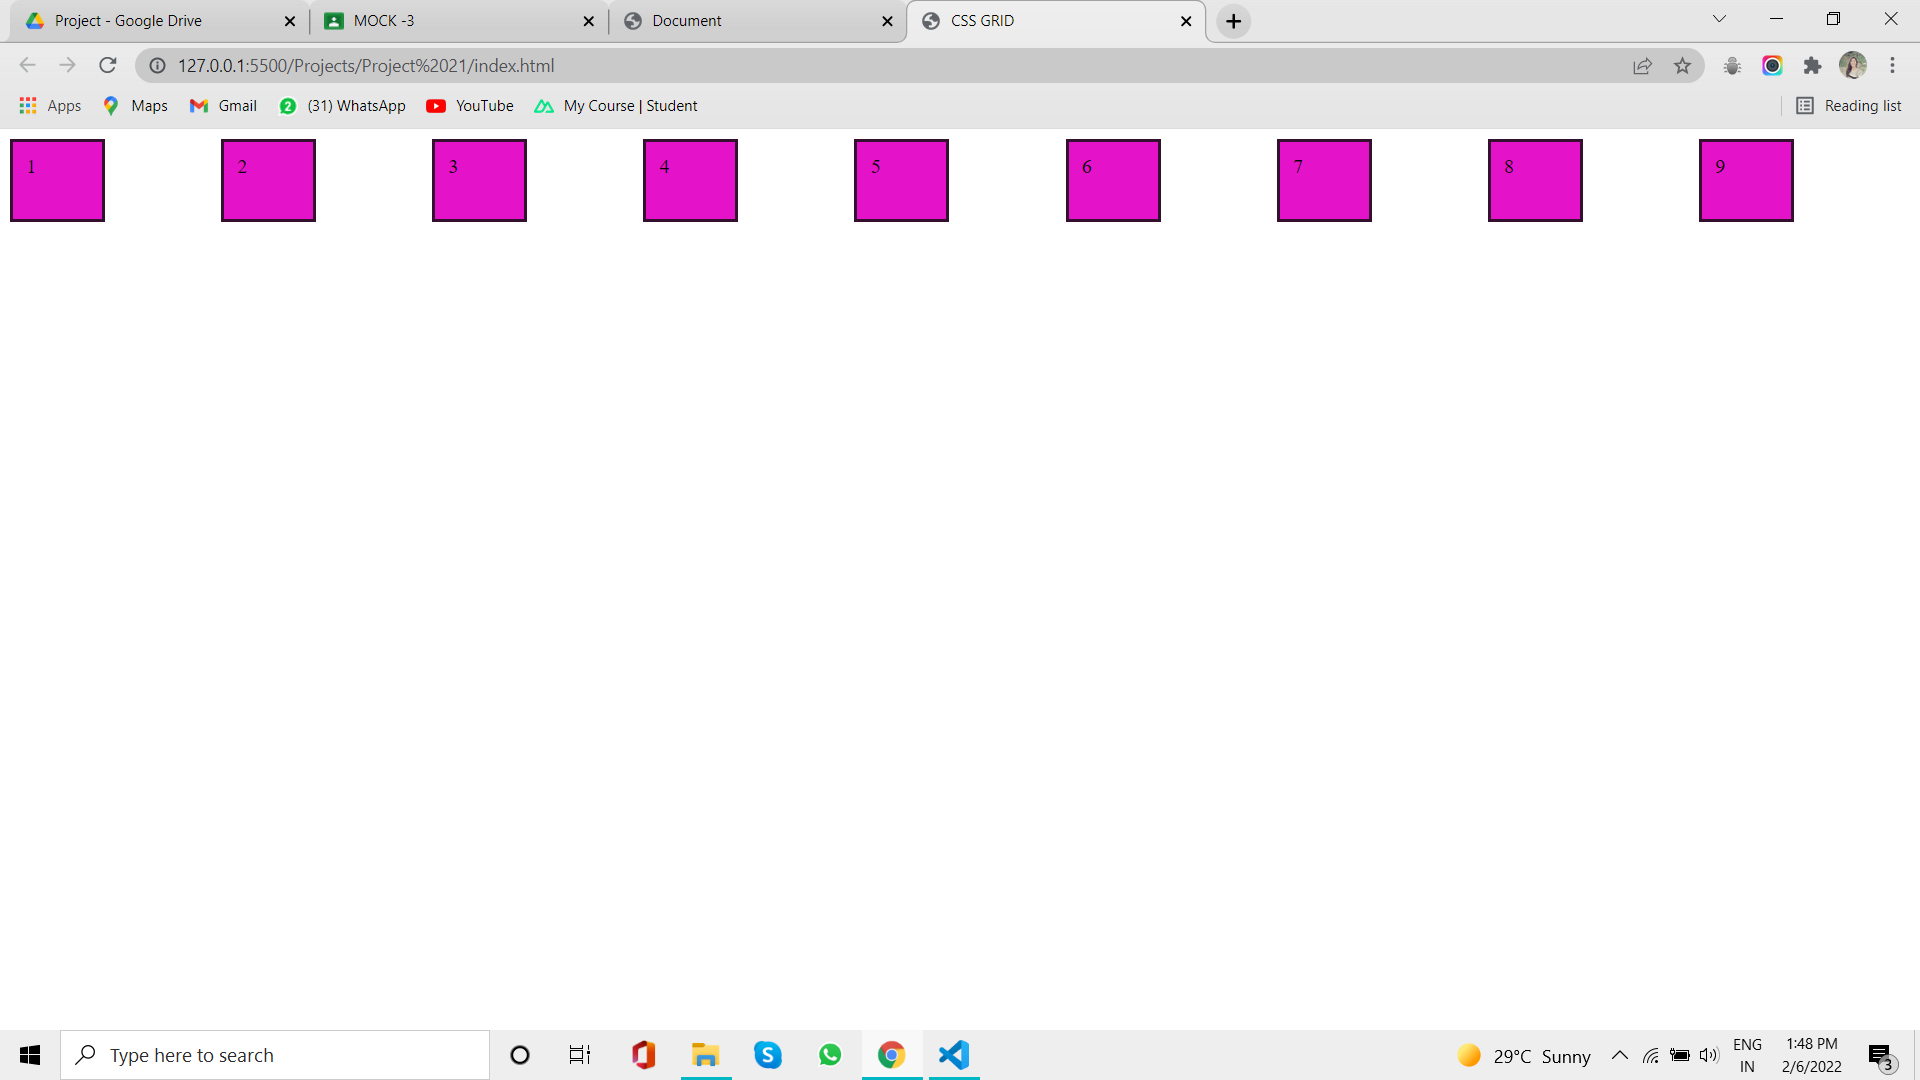 Project - Google Drive
MOCK -3
Document
CSS GRID
127.0.0.1:5500/Projects/Project%2021/index.html
Apps
Maps
Gmail
2
(31) WhatsApp
YouTube
My Course | Student
Reading list
1 2 3 4 5 6 7 8 9
Type here to search
S
29°C Sunny
ENG
IN
1:48 PM
2/6/2022
3